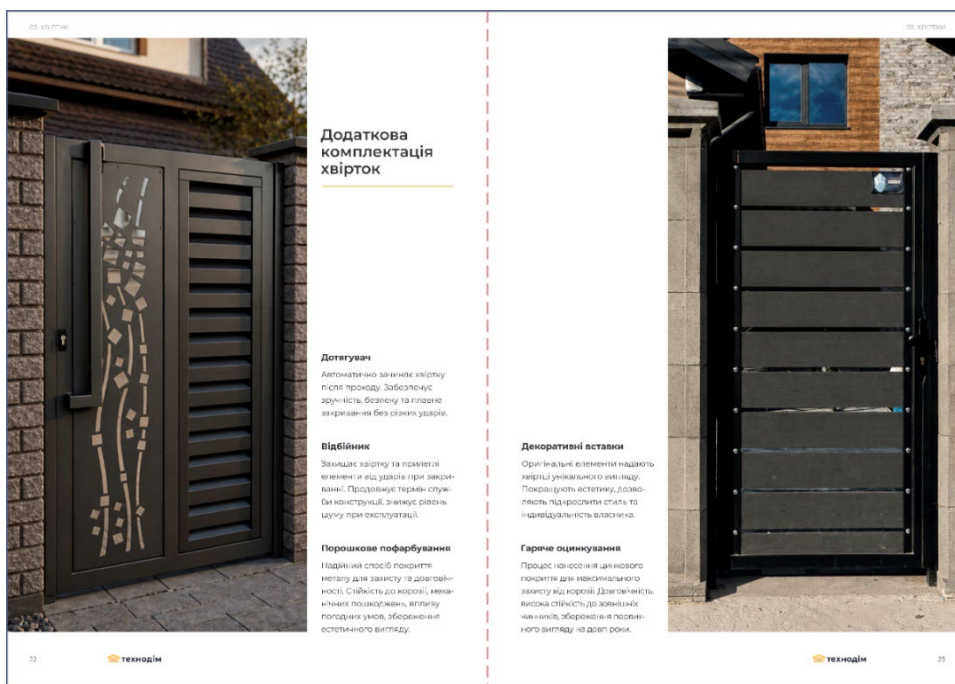 03. ХВІРТКИ
Додаткова
комплектація
хвірток
Дотягувач
Автоматично зачиняє хвіртку
після проходу. Забезпечує
зручність, безпеку та плавне
закривання без різких ударів.
Відбійник
Захищає хвіртку та прилеглі
елементи від ударів при закри-
ванні. Продовжує термін служ-
би конструкції, знижує рівень
шуму при експлуатації.
Порошкове пофарбування
Надійний спосіб покриття
металу для захисту та довговіч-
ності. Стійкість до корозії, меха-
нічних пошкоджень, впливу
погодних умов, збереження
естетичного вигляду.
22
технодім
03. ХВІРТКИ
Декоративні вставки
Оригінальні елементи надають
хвіртці унікального вигляду.
Покращують естетику, дозво-
ляють підкреслити стиль та
індивідуальність власника.
Гаряче оцинкування
Процес нанесення цинкового
покриття для максимального
захисту від корозії. Довговічність,
висока стійкість до зовнішніх
чинників, збереження первин-
ного вигляду на довгі роки.
технодім
23